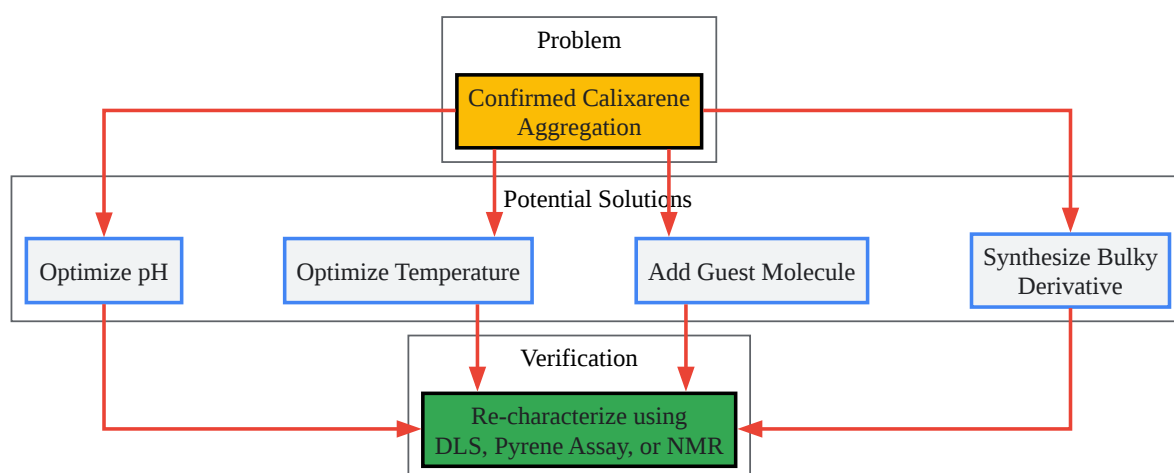 Problem
Confirmed Calixarene
Aggregation
Potential Solutions
Optimize pH
Optimize Temperature
Add Guest Molecule
Synthesize Bulky
Derivative
Verification
Re-characterize using
DLS, Pyrene Assay, or NMR